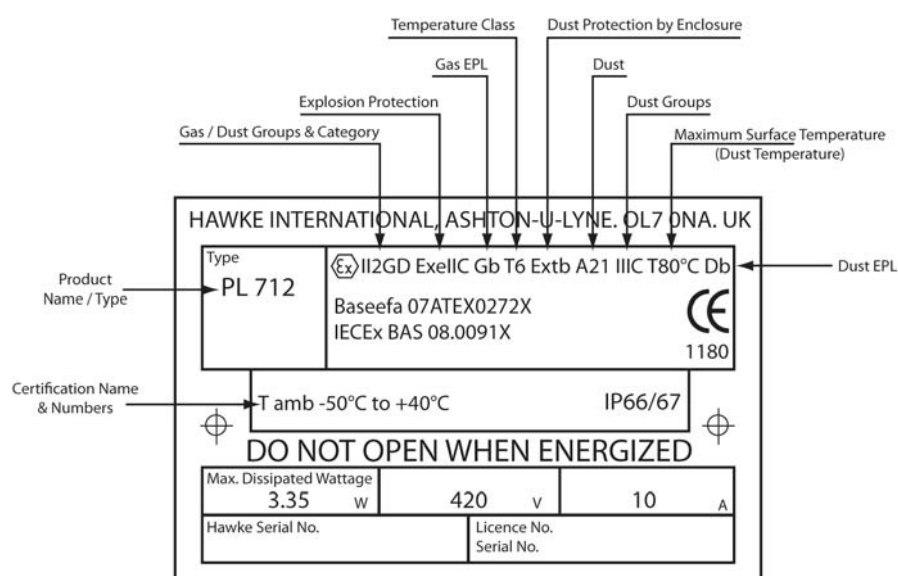 Temperature Class
Dust Protection by Enclosure
Gas EPL
Dust
Explosion Protection
Dust Groups
Gas / Dust Groups & Category
Maximum Surface Temperature
(Dust Temperature)
HAWKE INTERNATIONAL, ASHTON-U-LYNE. OL7 0NA. UK
Type
PL 712
Ex II2GD ExeIIC Gb T6 Extb A21 IIIC T80°C Db
Dust EPL
Product
Name / Type
Baseefa 07ATEX0272X
IECEx BAS 08.0091X
CE
1180
Certification Name
& Numbers
T amb -50°C to +40°C
IP66/67
DO NOT OPEN WHEN ENERGIZED
Max. Dissipated Wattage
3.35 W
420 V
10 A
Hawke Serial No.
Licence No.
Serial No.